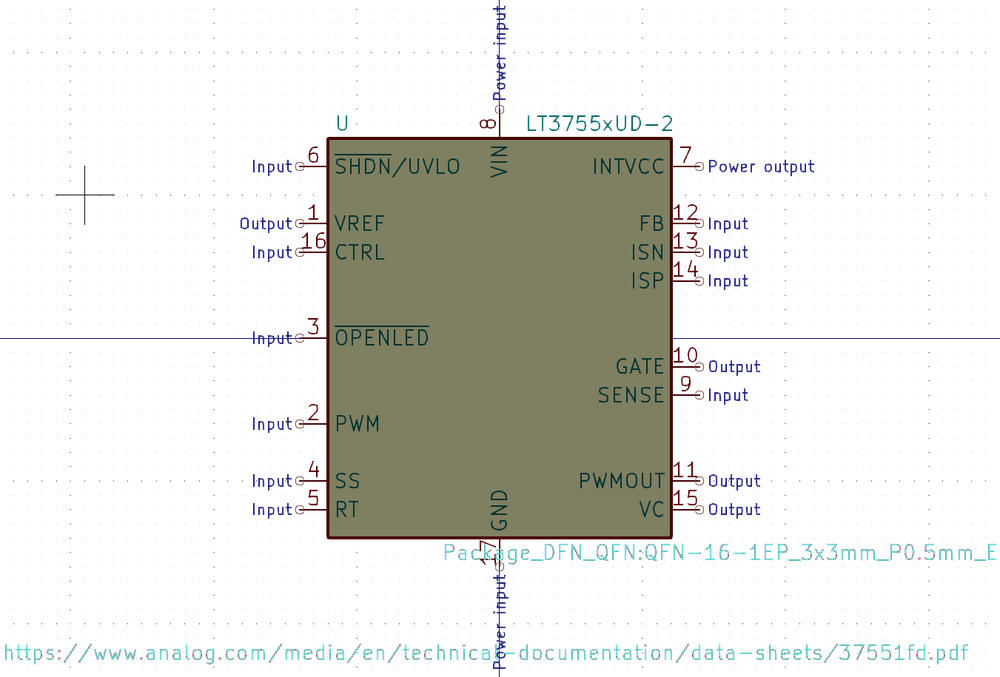 Power input
8
U LT3755xUD-2
Input 6 SHDN/UVLO VIN INTVCC 7 Power output
Output 1 VREF FB 12 Input
Input 16 CTRL ISN 13 Input
ISP 14 Input
Input 3 OPENLED
GATE 10 Output
SENSE 9 Input
Input 2 PWM
Input 4 SS PWMOUT 11 Output
Input 5 RT GND VC 15 Output
17 Package_DFN_QFN:QFN-16-1EP_3x3mm_P0.5mm_E
Power input
https://www.analog.com/media/en/technical-documentation/data-sheets/37551fd.pdf